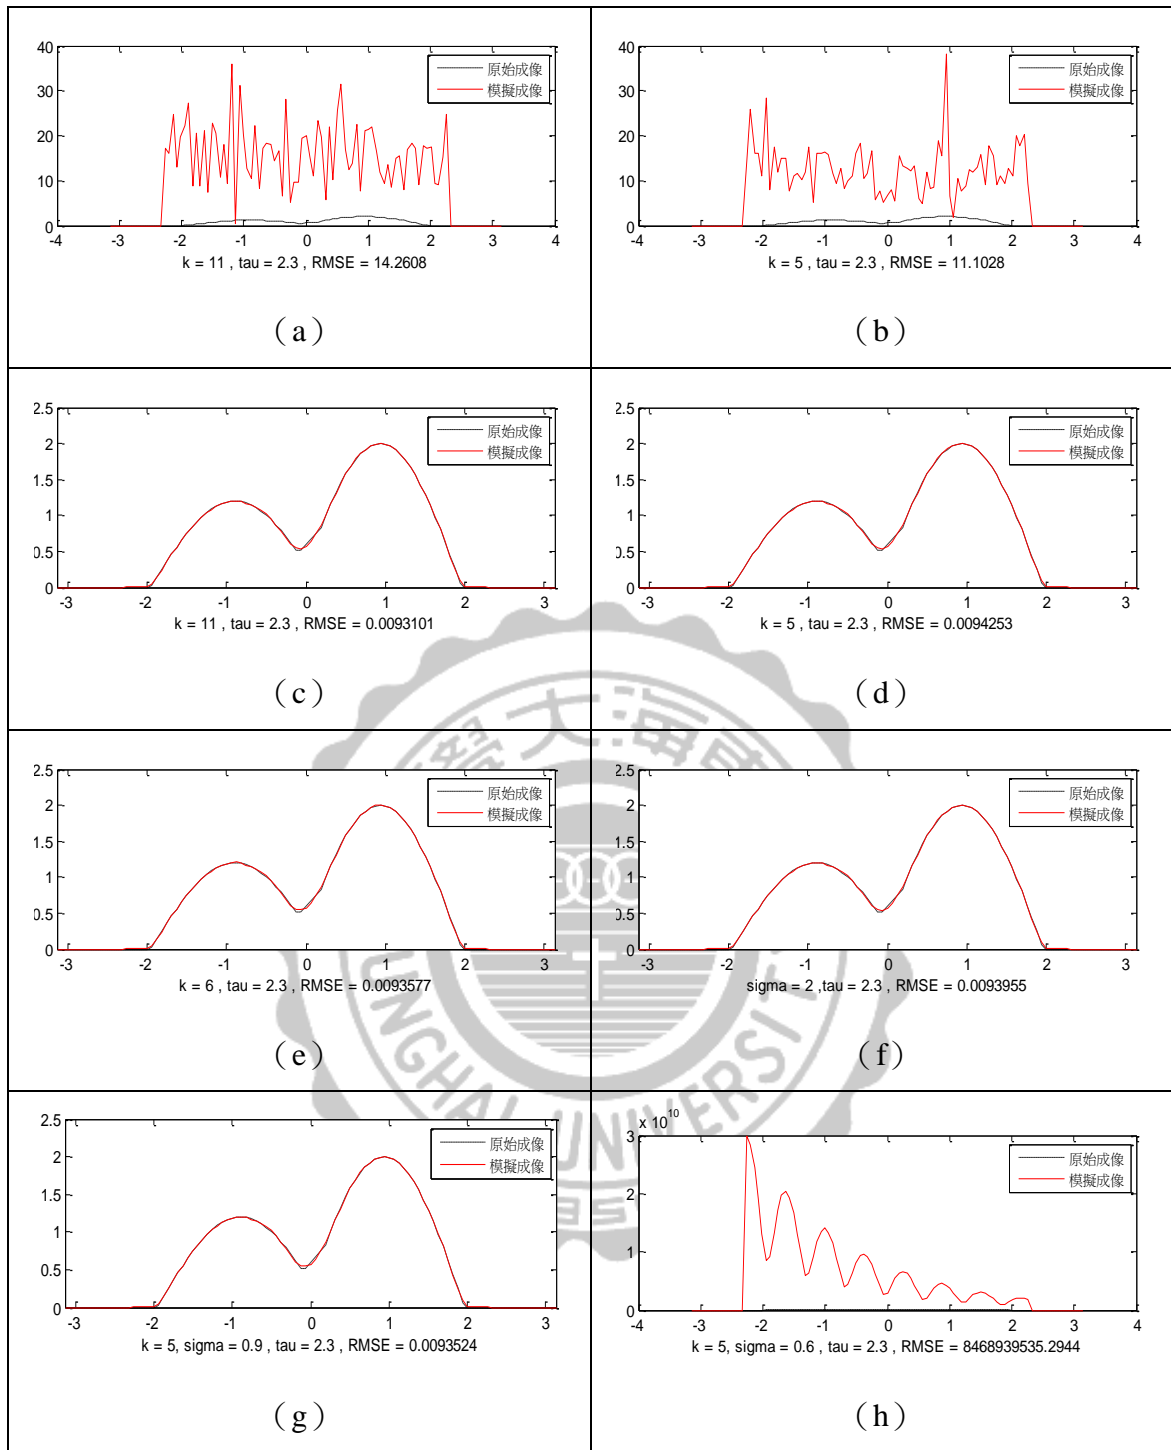 40
30
20
10
0
-4 -3 -2 -1 0 1 2 3 4
原始成像
模擬成像
k = 11 , tau = 2.3 , RMSE = 14.2608
(a)
40
30
20
10
0
-4 -3 -2 -1 0 1 2 3 4
原始成像
模擬成像
k = 5 , tau = 2.3 , RMSE = 11.1028
(b)
2.5
2
1.5
1
0.5
0
-3 -2 -1 0 1 2 3
原始成像
模擬成像
k = 11 , tau = 2.3 , RMSE = 0.0093101
(c)
2.5
2
1.5
1
0.5
0
-3 -2 -1 0 1 2 3
原始成像
模擬成像
k = 5 , tau = 2.3 , RMSE = 0.0094253
(d)
2.5
2
1.5
1
0.5
0
-3 -2 -1 0 1 2 3
原始成像
模擬成像
k = 6 , tau = 2.3 , RMSE = 0.0093577
(e)
2.5
2
1.5
1
0.5
0
-3 -2 -1 0 1 2 3
原始成像
模擬成像
sigma = 2 ,tau = 2.3 , RMSE = 0.0093955
(f)
2.5
2
1.5
1
0.5
0
-3 -2 -1 0 1 2 3
原始成像
模擬成像
k = 5, sigma = 0.9 , tau = 2.3 , RMSE = 0.0093524
(g)
x 10^10
3
2
1
0
-4 -3 -2 -1 0 1 2 3 4
原始成像
模擬成像
k = 5, sigma = 0.6 , tau = 2.3 , RMSE = 8468939535.2944
(h)
學大海東
UNGHAI UNIVERSIT